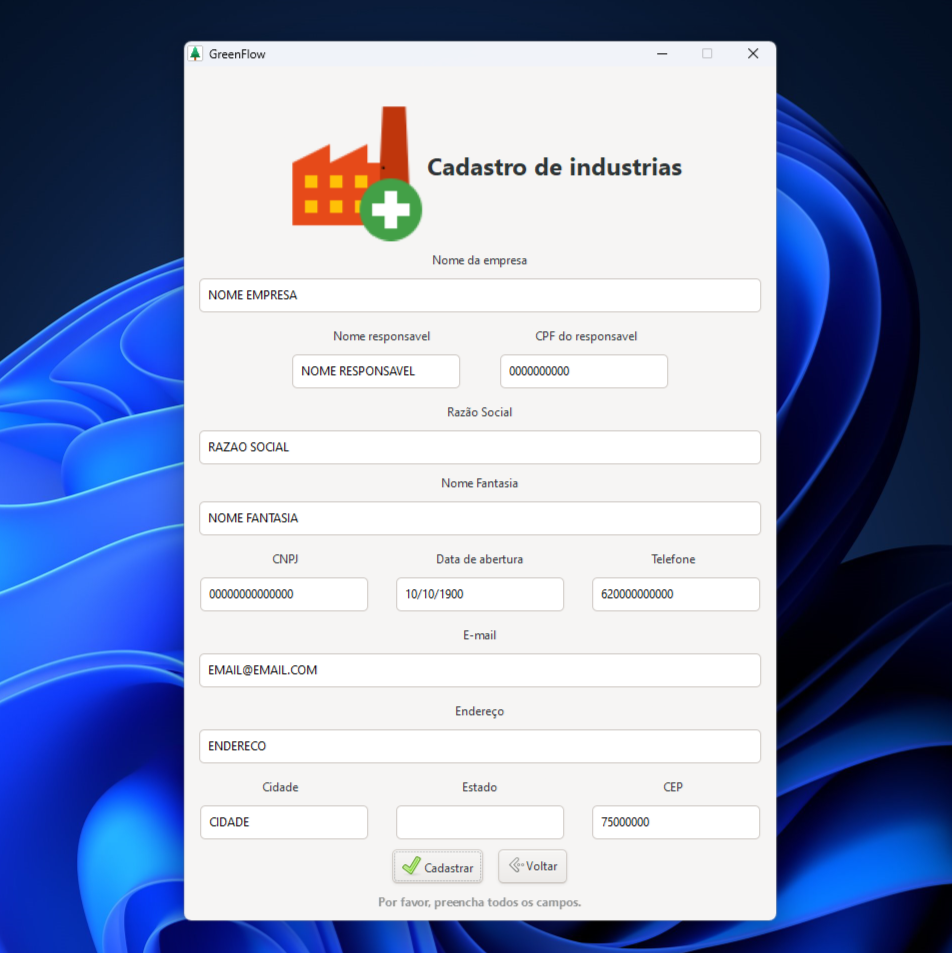 GreenFlow
Cadastro de industrias
Nome da empresa
NOME EMPRESA
Nome responsavel CPF do responsavel
NOME RESPONSAVEL 0000000000
Razão Social
RAZAO SOCIAL
Nome Fantasia
NOME FANTASIA
CNPJ Data de abertura Telefone
00000000000000 10/10/1900 620000000000
E-mail
EMAIL@EMAIL.COM
Endereço
ENDERECO
Cidade Estado CEP
CIDADE 75000000
Cadastrar Voltar
Por favor, preencha todos os campos.